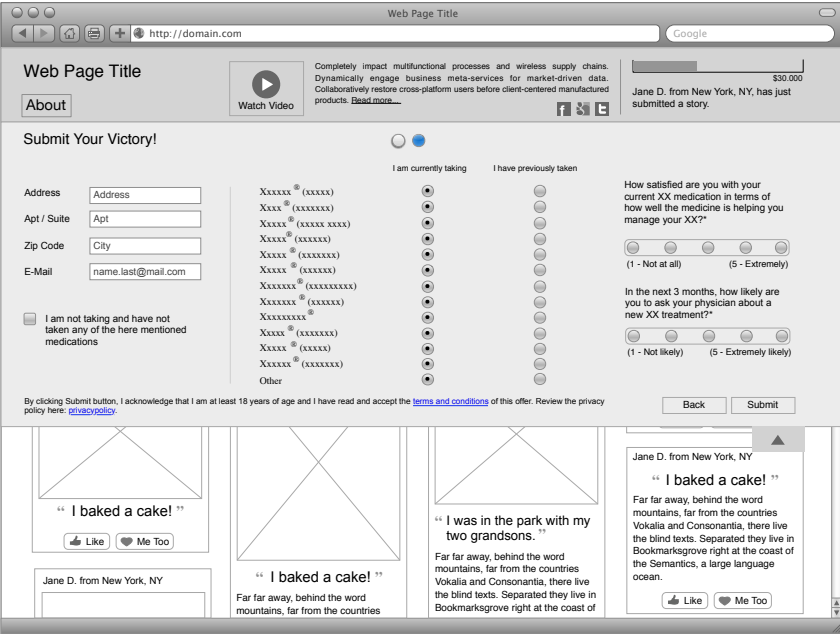 Web Page Title
http://domain.com
Google
Web Page Title
About
Watch Video
Completely impact multifunctional processes and wireless supply chains.
Dynamically engage business meta-services for market-driven data.
Collaboratively restore cross-platform users before client-centered manufactured
products. Read more...
$30.000
Jane D. from New York, NY, has just
submitted a story.
Submit Your Victory!
Address
Address
Apt / Suite
Apt
Zip Code
City
E-Mail
name.last@mail.com
I am not taking and have not
taken any of the here mentioned
medications
I am currently taking
I have previously taken
Xxxxxx ® (xxxxx)
Xxxx ® (xxxxxxx)
Xxxxx ® (xxxxx xxxx)
Xxxxx® (xxxxxx)
Xxxxx ® (xxxxxxx)
Xxxxx ® (xxxxxx)
Xxxxxxx ® (xxxxxxxxx)
Xxxxxxx ® (xxxxxx)
Xxxxxxxxx ®
Xxxxx ® (xxxxxxx)
Xxxxx ® (xxxxx)
Xxxxxx ® (xxxxxxx)
Other
How satisfied are you with your
current XX medication in terms of
how well the medicine is helping you
manage your XX?*
(1 - Not at all) (5 - Extremely)
In the next 3 months, how likely are
you to ask your physician about a
new XX treatment?*
(1 - Not likely) (5 - Extremely likely)
By clicking Submit button, I acknowledge that I am at least 18 years of age and I have read and accept the terms and conditions of this offer. Review the privacy
policy here: privacypolicy.
Back
Submit
“ I baked a cake! ”
Like
Me Too
Jane D. from New York, NY
“ I baked a cake! ”
Far far away, behind the word
mountains, far from the countries
“ I was in the park with my
two grandsons. ”
Far far away, behind the word
mountains, far from the countries
Vokalia and Consonantia, there live
the blind texts. Separated they live in
Bookmarksgrove right at the coast of
Jane D. from New York, NY
“ I baked a cake! ”
Far far away, behind the word
mountains, far from the countries
Vokalia and Consonantia, there live
the blind texts. Separated they live in
Bookmarksgrove right at the coast of
the Semantics, a large language
ocean.
Like
Me Too